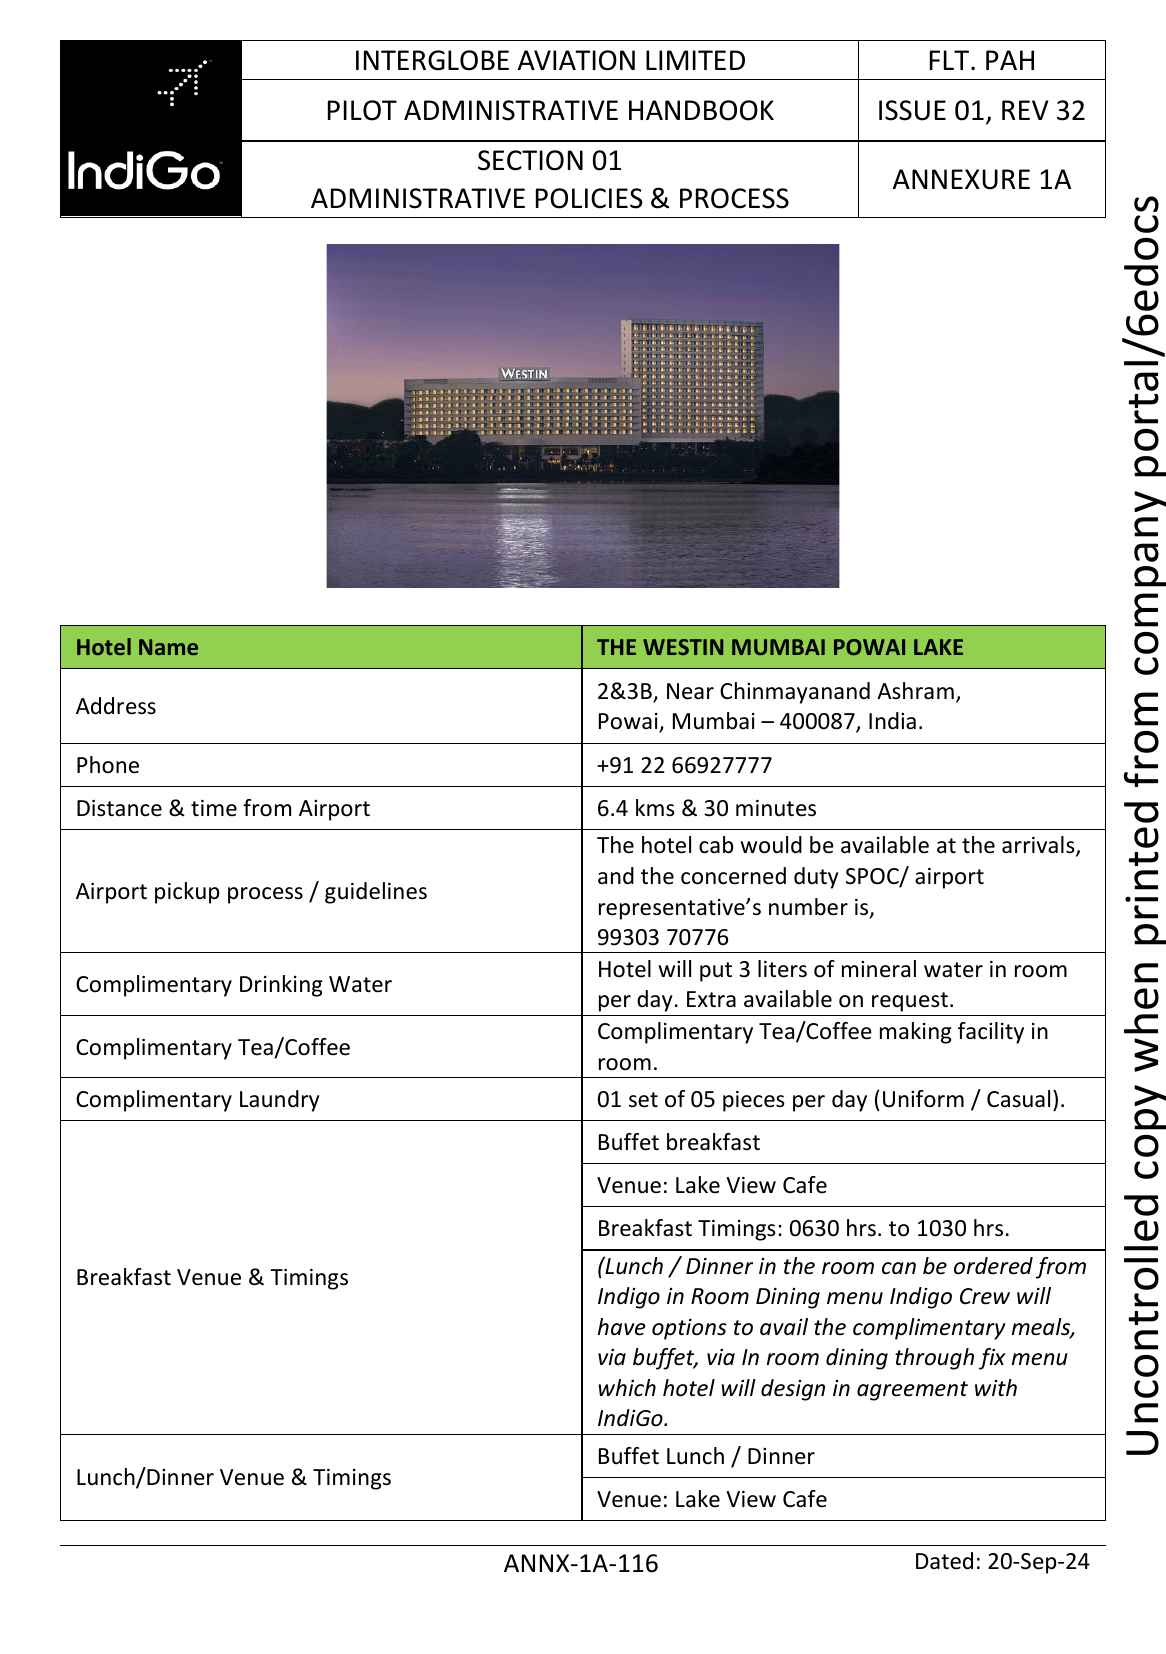 IndiGo
INTERGLOBE AVIATION LIMITED
FLT. PAH
PILOT ADMINISTRATIVE HANDBOOK
ISSUE 01, REV 32
SECTION 01
ADMINISTRATIVE POLICIES & PROCESS
ANNEXURE 1A
WESTIN
Hotel Name
THE WESTIN MUMBAI POWAI LAKE
Address
2&3B, Near Chinmayanand Ashram,
Powai, Mumbai – 400087, India.
Phone
+91 22 66927777
Distance & time from Airport
6.4 kms & 30 minutes
Airport pickup process / guidelines
The hotel cab would be available at the arrivals,
and the concerned duty SPOC/ airport
representative’s number is,
99303 70776
Complimentary Drinking Water
Hotel will put 3 liters of mineral water in room
per day. Extra available on request.
Complimentary Tea/Coffee
Complimentary Tea/Coffee making facility in
room.
Complimentary Laundry
01 set of 05 pieces per day (Uniform / Casual).
Breakfast Venue & Timings
Buffet breakfast
Venue: Lake View Cafe
Breakfast Timings: 0630 hrs. to 1030 hrs.
(Lunch / Dinner in the room can be ordered from
Indigo in Room Dining menu Indigo Crew will
have options to avail the complimentary meals,
via buffet, via In room dining through fix menu
which hotel will design in agreement with
IndiGo.
Lunch/Dinner Venue & Timings
Buffet Lunch / Dinner
Venue: Lake View Cafe
ANNX-1A-116
Dated: 20-Sep-24
Uncontrolled copy when printed from company portal/6edocs